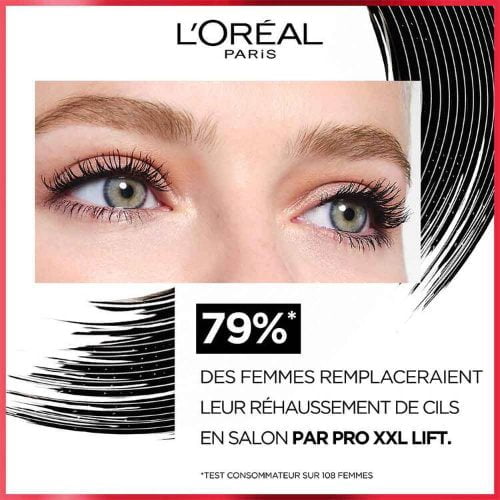 L'ORÉAL
PARIS
79%*
DES FEMMES REMPLACERAIENT
LEUR RÉHAUSSEMENT DE CILS
EN SALON PAR PRO XXL LIFT.
*TEST CONSOMMATEUR SUR 108 FEMMES